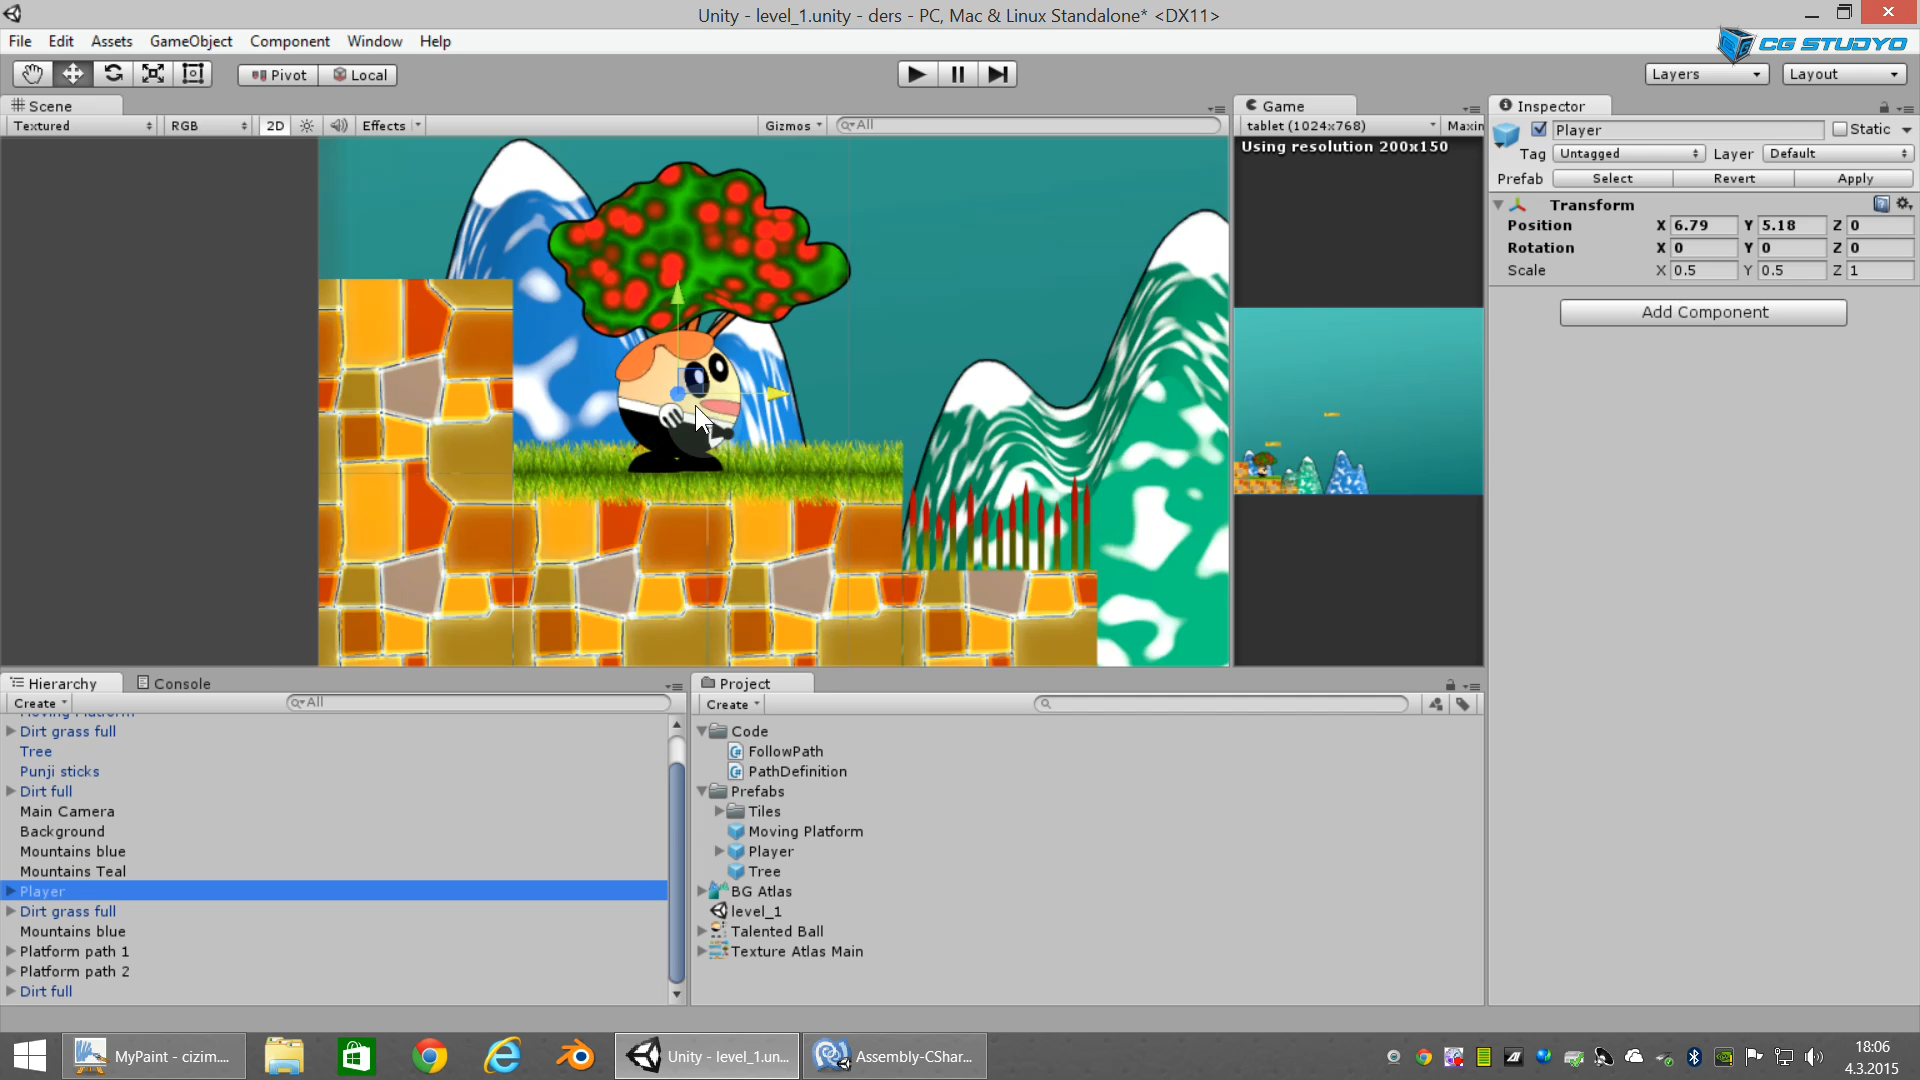 Unity - level_1.unity - ders - PC, Mac & Linux Standalone* <DX11>
File Edit Assets GameObject Component Window Help
CG STUDYO
Pivot Local
Layers Layout
Scene
Textured RGB 2D Effects Gizmos All
Game
tablet (1024x768) Maxin
Using resolution 200x150
Inspector
Player Static
Tag Untagged Layer Default
Prefab Select Revert Apply
Transform
Position X 6.79 Y 5.18 Z 0
Rotation X 0 Y 0 Z 0
Scale X 0.5 Y 0.5 Z 1
Add Component
Hierarchy Console
Create All
Moving Platform
Dirt grass full
Tree
Punji sticks
Dirt full
Main Camera
Background
Mountains blue
Mountains Teal
Player
Dirt grass full
Mountains blue
Platform path 1
Platform path 2
Dirt full
Project
Create
Code
FollowPath
PathDefinition
Prefabs
Tiles
Moving Platform
Player
Tree
BG Atlas
level_1
Talented Ball
Texture Atlas Main
MyPaint - cizim....
Unity - level_1.un...
Assembly-CShar...
18:06
4.3.2015